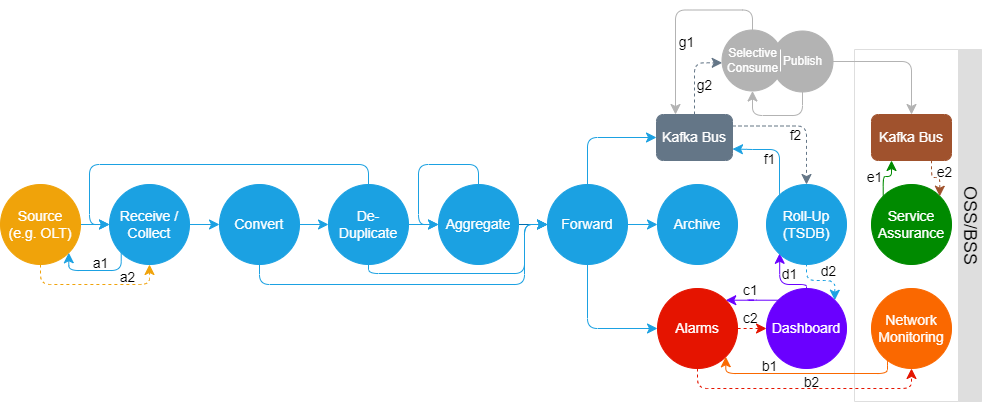 g1
Selective
Consume
Publish
g2
Kafka Bus
f2
Kafka Bus
f1
e1
e2
Source
(e.g. OLT)
Receive /
Collect
Convert
De-
Duplicate
Aggregate
Forward
Archive
Roll-Up
(TSDB)
Service
Assurance
OSS/BSS
a1
a2
d1
d2
c1
c2
Alarms
Dashboard
Network
Monitoring
b1
b2